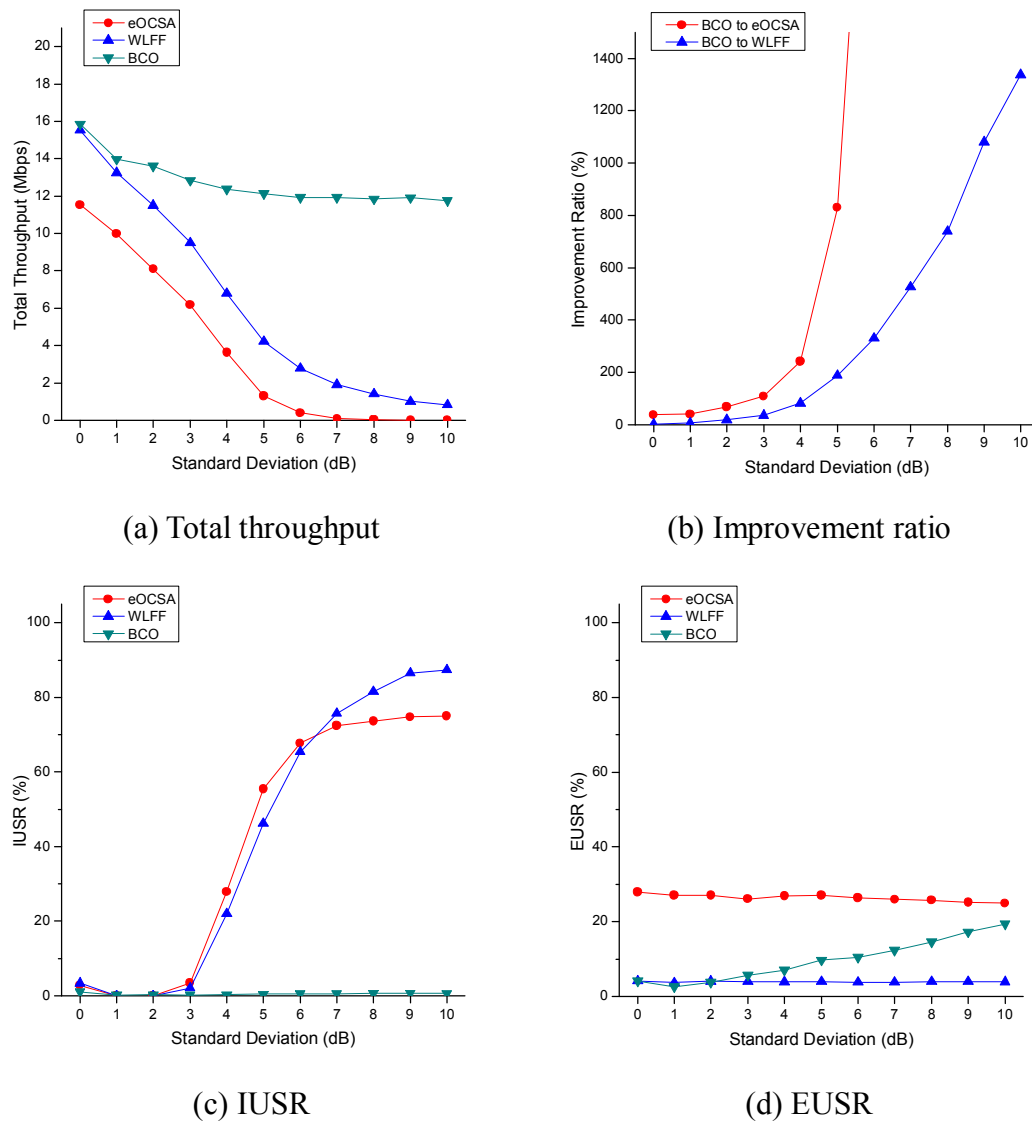 eOCSA
WLFF
BCO
20
18
16
14
12
10
8
6
4
2
0
Total Throughput (Mbps)
0 1 2 3 4 5 6 7 8 9 10
Standard Deviation (dB)
(a) Total throughput
BCO to eOCSA
BCO to WLFF
1400
1200
1000
800
600
400
200
0
Improvement Ratio (%)
0 1 2 3 4 5 6 7 8 9 10
Standard Deviation (dB)
(b) Improvement ratio
eOCSA
WLFF
BCO
100
80
60
40
20
0
IUSR (%)
0 1 2 3 4 5 6 7 8 9 10
Standard Deviation (dB)
(c) IUSR
eOCSA
WLFF
BCO
100
80
60
40
20
0
EUSR (%)
0 1 2 3 4 5 6 7 8 9 10
Standard Deviation (dB)
(d) EUSR